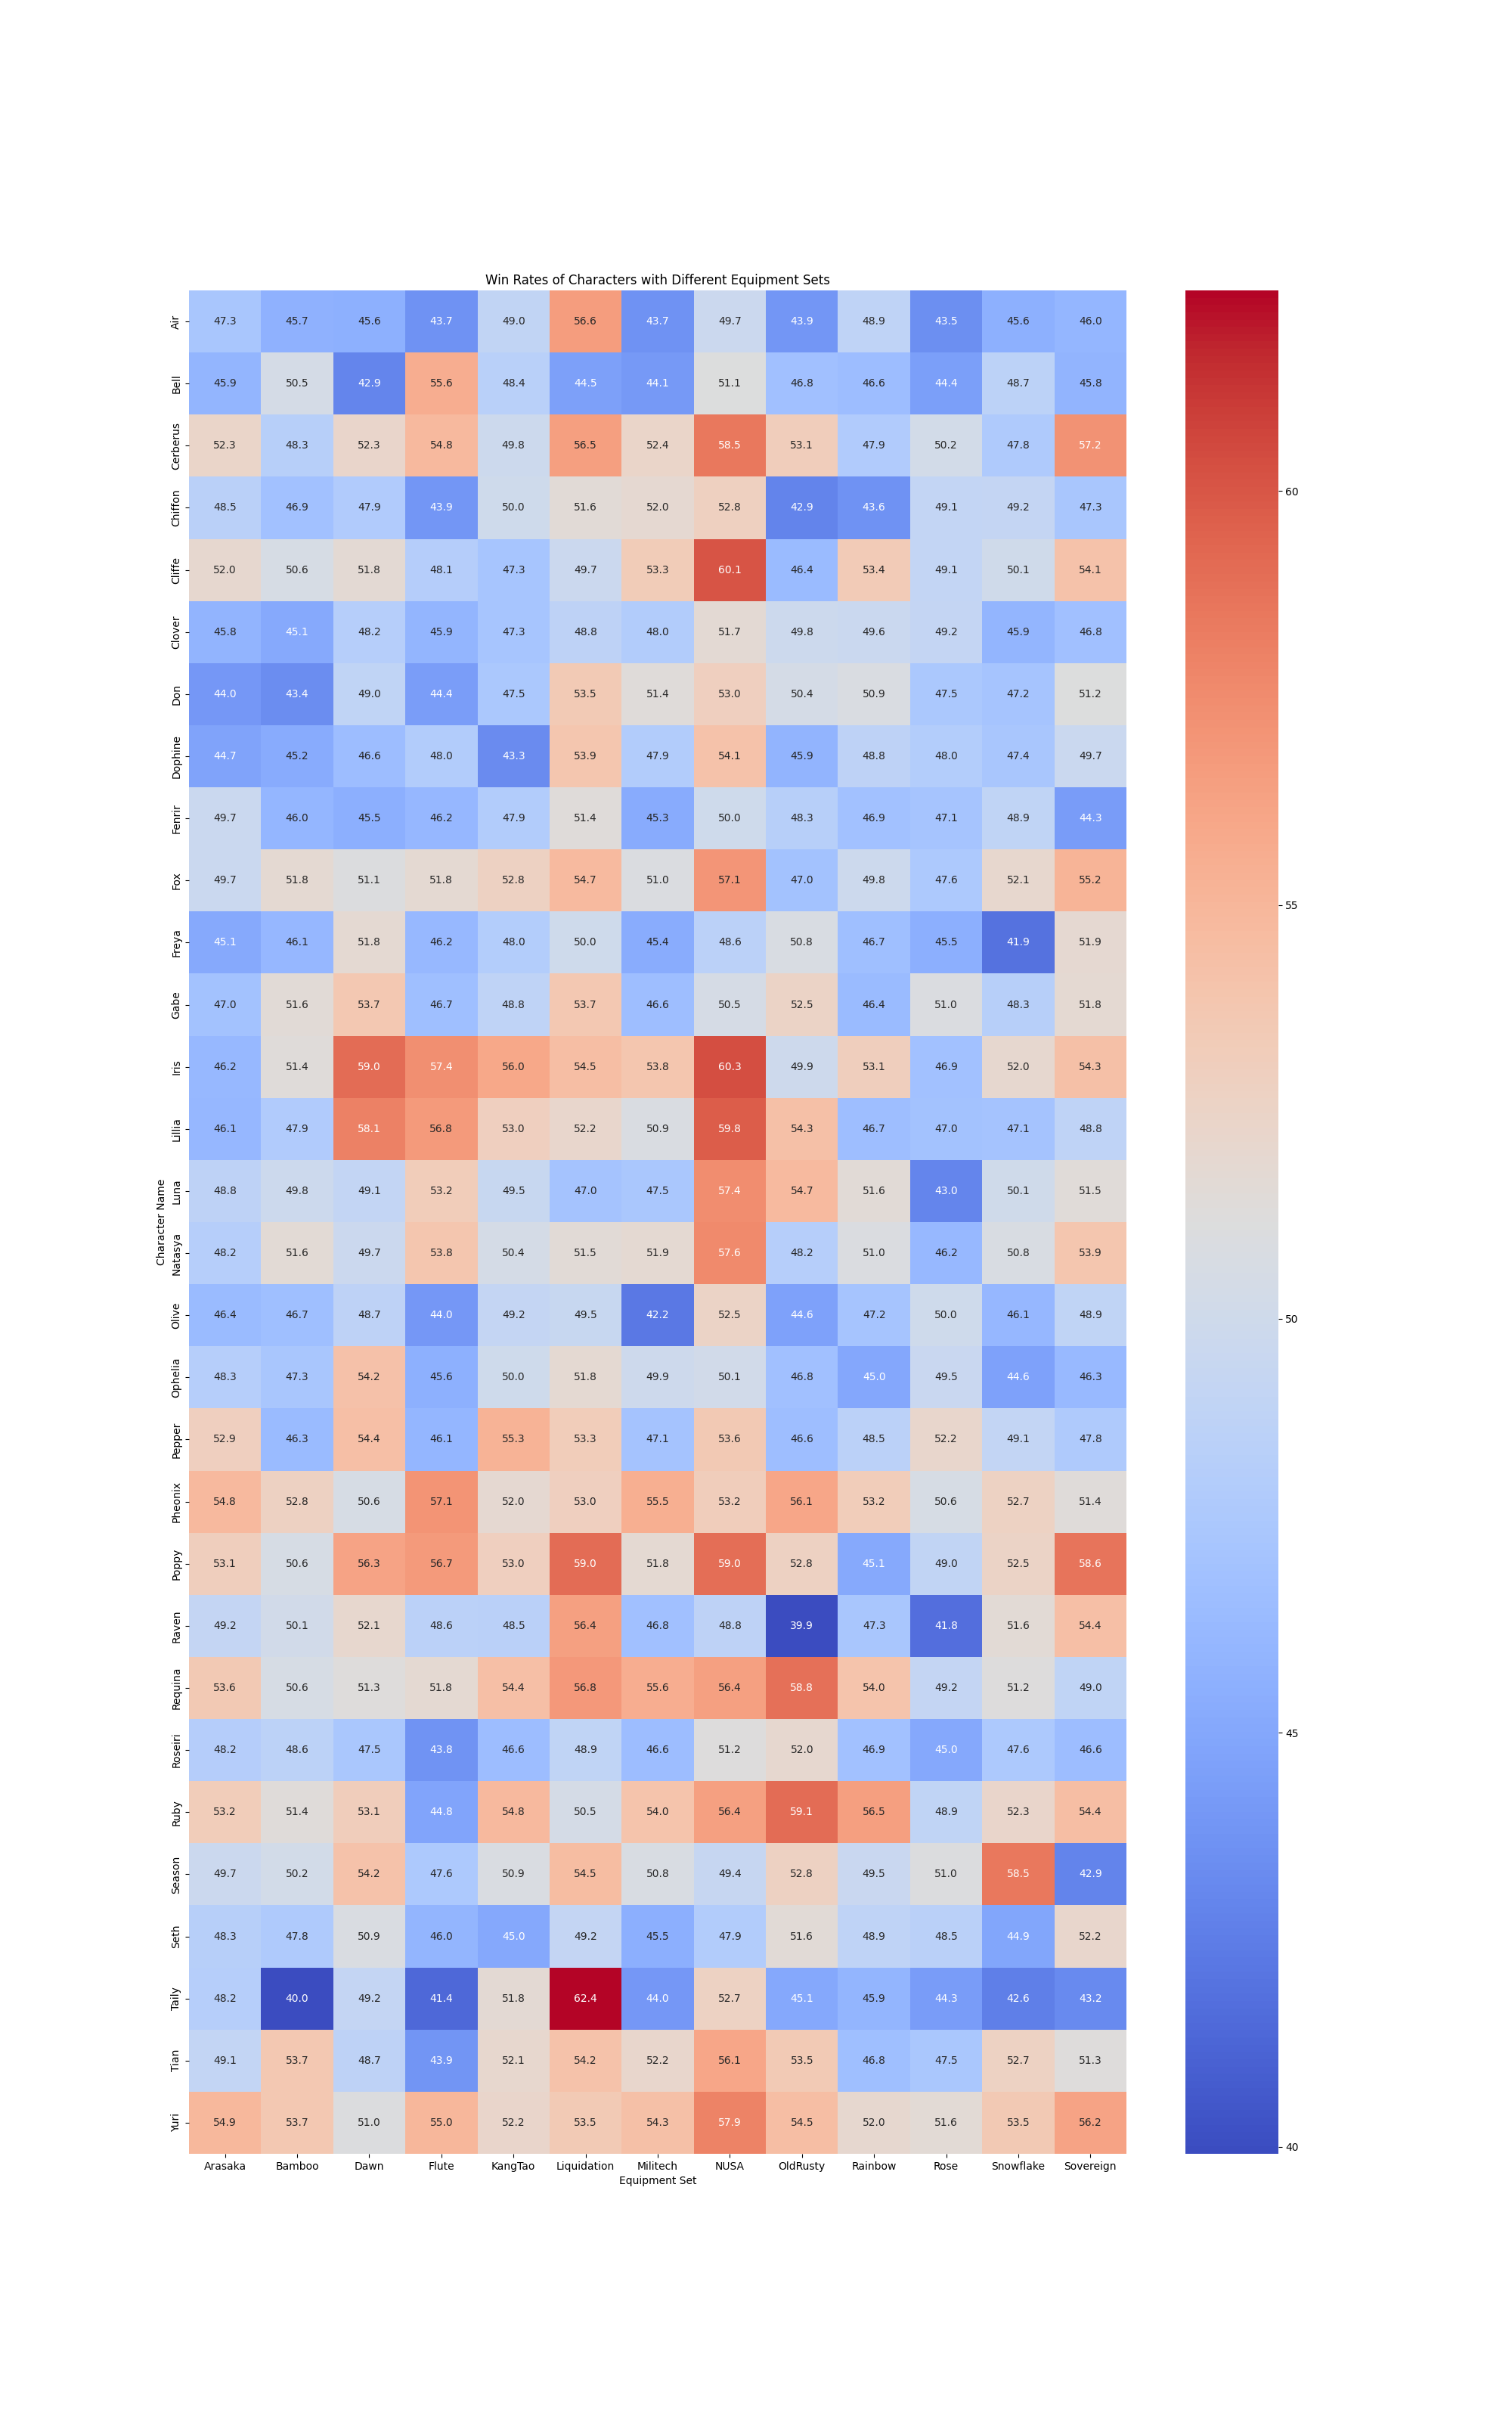 Win Rates of Characters with Different Equipment Sets
Air 47.3 45.7 45.6 43.7 49.0 56.6 43.7 49.7 43.9 48.9 43.5 45.6 46.0
Bell 45.9 50.5 42.9 55.6 48.4 44.5 44.1 51.1 46.8 46.6 44.4 48.7 45.8
Cerberus 52.3 48.3 52.3 54.8 49.8 56.5 52.4 58.5 53.1 47.9 50.2 47.8 57.2
Chiffon 48.5 46.9 47.9 43.9 50.0 51.6 52.0 52.8 42.9 43.6 49.1 49.2 47.3
60
Cliffe 52.0 50.6 51.8 48.1 47.3 49.7 53.3 60.1 46.4 53.4 49.1 50.1 54.1
Clover 45.8 45.1 48.2 45.9 47.3 48.8 48.0 51.7 49.8 49.6 49.2 45.9 46.8
Don 44.0 43.4 49.0 44.4 47.5 53.5 51.4 53.0 50.4 50.9 47.5 47.2 51.2
Dophine 44.7 45.2 46.6 48.0 43.3 53.9 47.9 54.1 45.9 48.8 48.0 47.4 49.7
Fenrir 49.7 46.0 45.5 46.2 47.9 51.4 45.3 50.0 48.3 46.9 47.1 48.9 44.3
Fox 49.7 51.8 51.1 51.8 52.8 54.7 51.0 57.1 47.0 49.8 47.6 52.1 55.2
55
Freya 45.1 46.1 51.8 46.2 48.0 50.0 45.4 48.6 50.8 46.7 45.5 41.9 51.9
Gabe 47.0 51.6 53.7 46.7 48.8 53.7 46.6 50.5 52.5 46.4 51.0 48.3 51.8
Iris 46.2 51.4 59.0 57.4 56.0 54.5 53.8 60.3 49.9 53.1 46.9 52.0 54.3
Lillia 46.1 47.9 58.1 56.8 53.0 52.2 50.9 59.8 54.3 46.7 47.0 47.1 48.8
Luna 48.8 49.8 49.1 53.2 49.5 47.0 47.5 57.4 54.7 51.6 43.0 50.1 51.5
Character Name
Natasya 48.2 51.6 49.7 53.8 50.4 51.5 51.9 57.6 48.2 51.0 46.2 50.8 53.9
Olive 46.4 46.7 48.7 44.0 49.2 49.5 42.2 52.5 44.6 47.2 50.0 46.1 48.9
50
Ophelia 48.3 47.3 54.2 45.6 50.0 51.8 49.9 50.1 46.8 45.0 49.5 44.6 46.3
Pepper 52.9 46.3 54.4 46.1 55.3 53.3 47.1 53.6 46.6 48.5 52.2 49.1 47.8
Pheonix 54.8 52.8 50.6 57.1 52.0 53.0 55.5 53.2 56.1 53.2 50.6 52.7 51.4
Poppy 53.1 50.6 56.3 56.7 53.0 59.0 51.8 59.0 52.8 45.1 49.0 52.5 58.6
Raven 49.2 50.1 52.1 48.6 48.5 56.4 46.8 48.8 39.9 47.3 41.8 51.6 54.4
Requina 53.6 50.6 51.3 51.8 54.4 56.8 55.6 56.4 58.8 54.0 49.2 51.2 49.0
45
Roseiri 48.2 48.6 47.5 43.8 46.6 48.9 46.6 51.2 52.0 46.9 45.0 47.6 46.6
Ruby 53.2 51.4 53.1 44.8 54.8 50.5 54.0 56.4 59.1 56.5 48.9 52.3 54.4
Season 49.7 50.2 54.2 47.6 50.9 54.5 50.8 49.4 52.8 49.5 51.0 58.5 42.9
Seth 48.3 47.8 50.9 46.0 45.0 49.2 45.5 47.9 51.6 48.9 48.5 44.9 52.2
Taily 48.2 40.0 49.2 41.4 51.8 62.4 44.0 52.7 45.1 45.9 44.3 42.6 43.2
Tian 49.1 53.7 48.7 43.9 52.1 54.2 52.2 56.1 53.5 46.8 47.5 52.7 51.3
Yuri 54.9 53.7 51.0 55.0 52.2 53.5 54.3 57.9 54.5 52.0 51.6 53.5 56.2
40
Arasaka Bamboo Dawn Flute KangTao Liquidation Militech NUSA OldRusty Rainbow Rose Snowflake Sovereign
Equipment Set